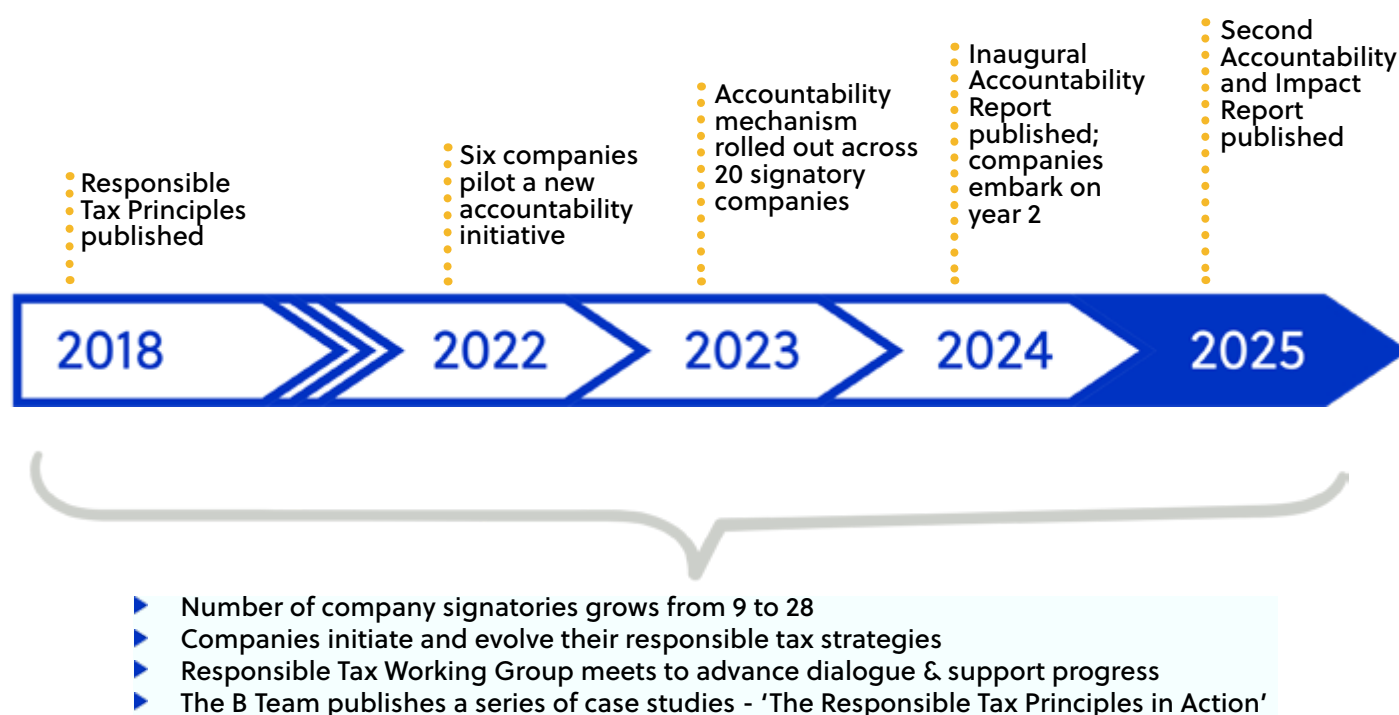 Responsible
Tax Principles
published
Six companies
pilot a new
accountability
initiative
Accountability
mechanism
rolled out across
20 signatory
companies
Inaugural
Accountability
Report
published;
companies
embark on
year 2
Second
Accountability
and Impact
Report
published
2018
2022
2023
2024
2025
Number of company signatories grows from 9 to 28
Companies initiate and evolve their responsible tax strategies
Responsible Tax Working Group meets to advance dialogue & support progress
The B Team publishes a series of case studies - 'The Responsible Tax Principles in Action'